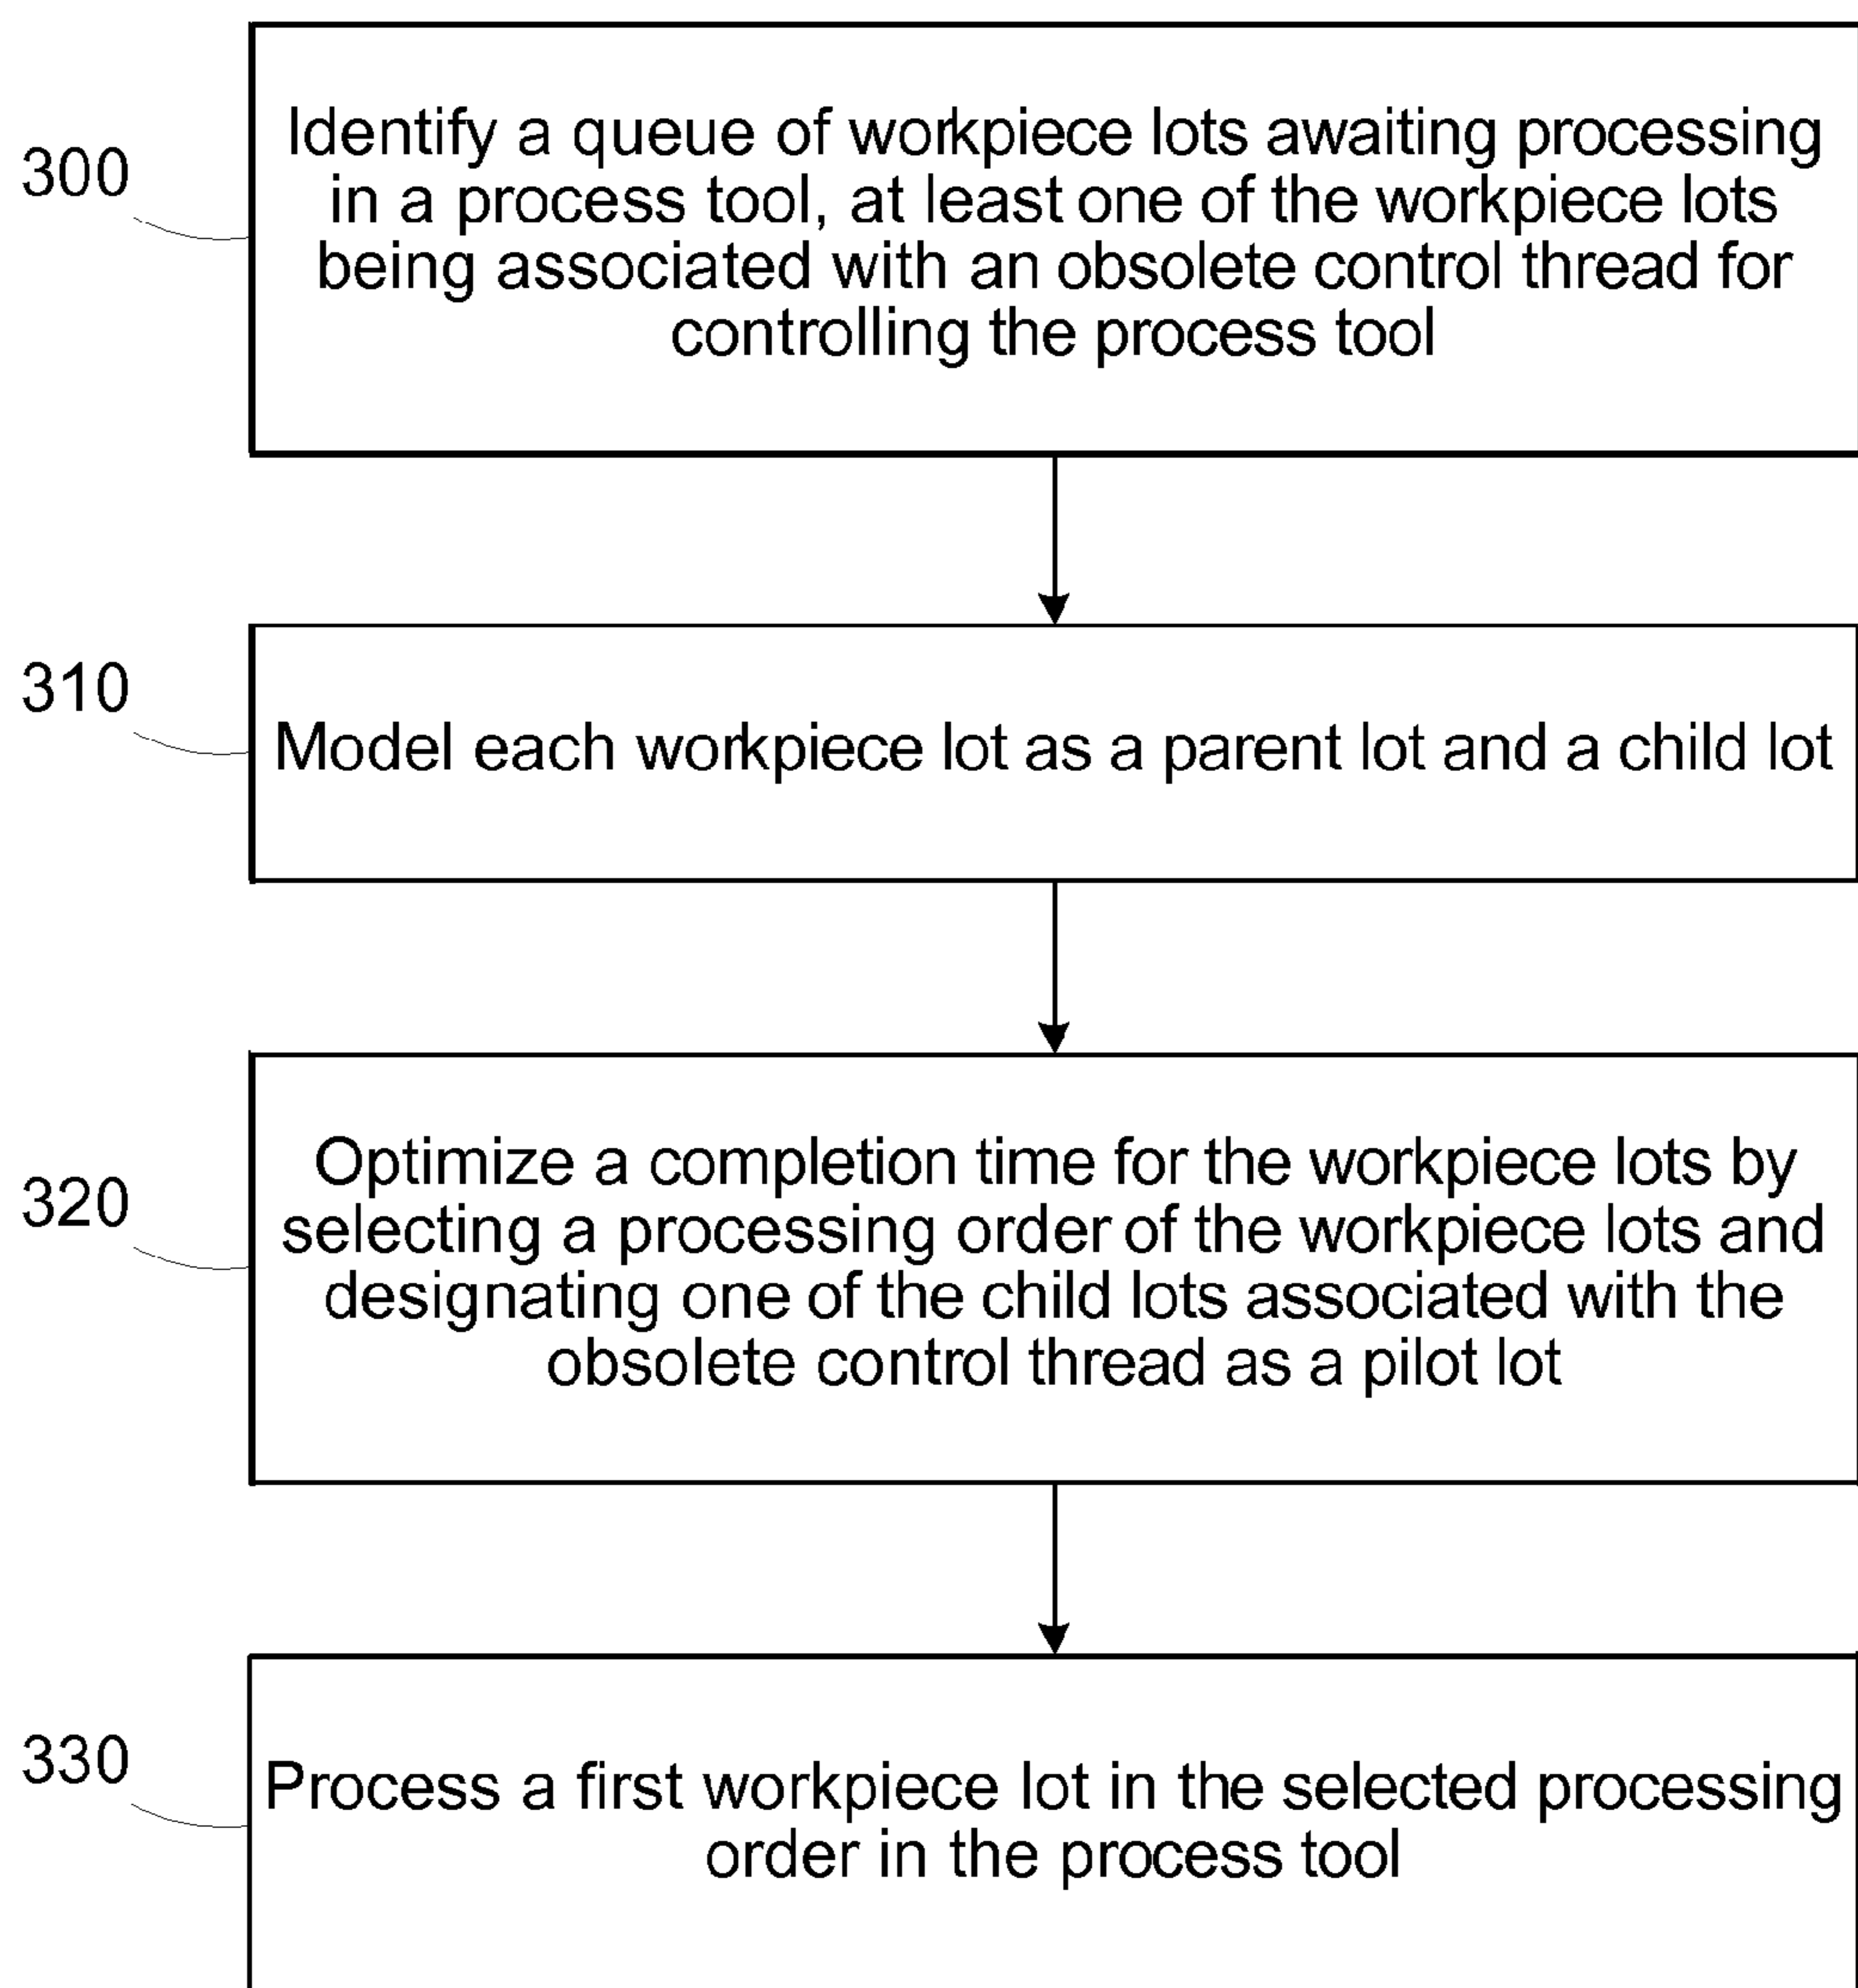 300
Identify a queue of workpiece lots awaiting processing
in a process tool, at least one of the workpiece lots
being associated with an obsolete control thread for
controlling the process tool
310
Model each workpiece lot as a parent lot and a child lot
320
Optimize a completion time for the workpiece lots by
selecting a processing order of the workpiece lots and
designating one of the child lots associated with the
obsolete control thread as a pilot lot
330
Process a first workpiece lot in the selected processing
order in the process tool